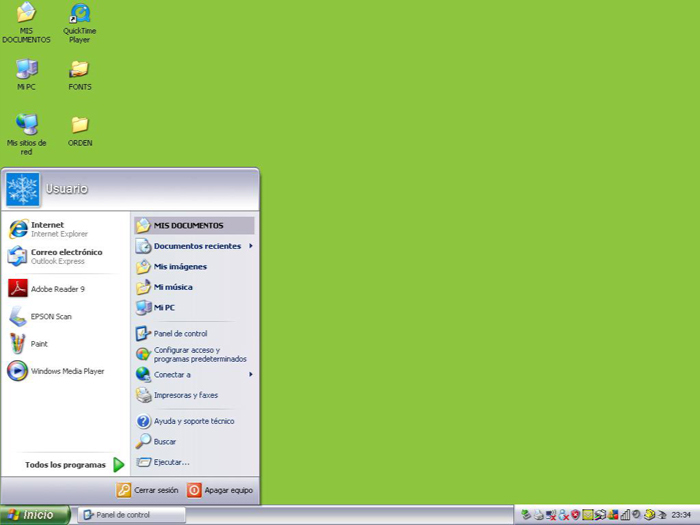 MIS
DOCUMENTOS
QuickTime
Player
Mi PC
FONTS
Mis sitios de
red
ORDEN
Usuario
Internet
Internet Explorer
Correo electrónico
Outlook Express
Adobe Reader 9
EPSON Scan
Paint
Windows Media Player
Todos los programas
MIS DOCUMENTOS
Documentos recientes
Mis imágenes
Mi música
Mi PC
Panel de control
Configurar acceso y
programas predeterminados
Conectar a
Impresoras y faxes
Ayuda y soporte técnico
Buscar
Ejecutar...
Cerrar sesión
Apagar equipo
Inicio
Panel de control
23:34